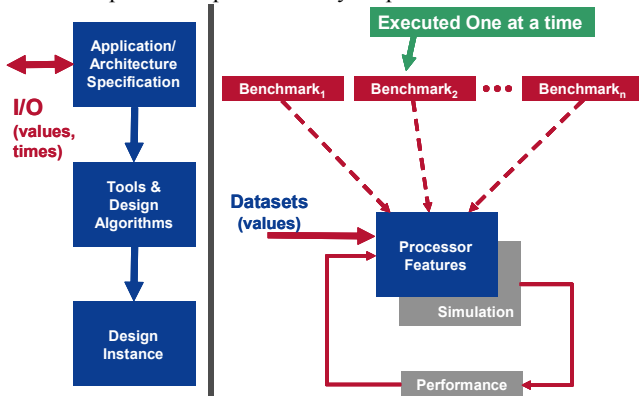 Application/
Architecture
Specification
I/O
(values,
times)
Tools &
Design
Algorithms
Design
Instance
Executed One at a time
Benchmark1 Benchmark2 ••• Benchmarkn
Datasets
(values)
Processor
Features
Simulation
Performance